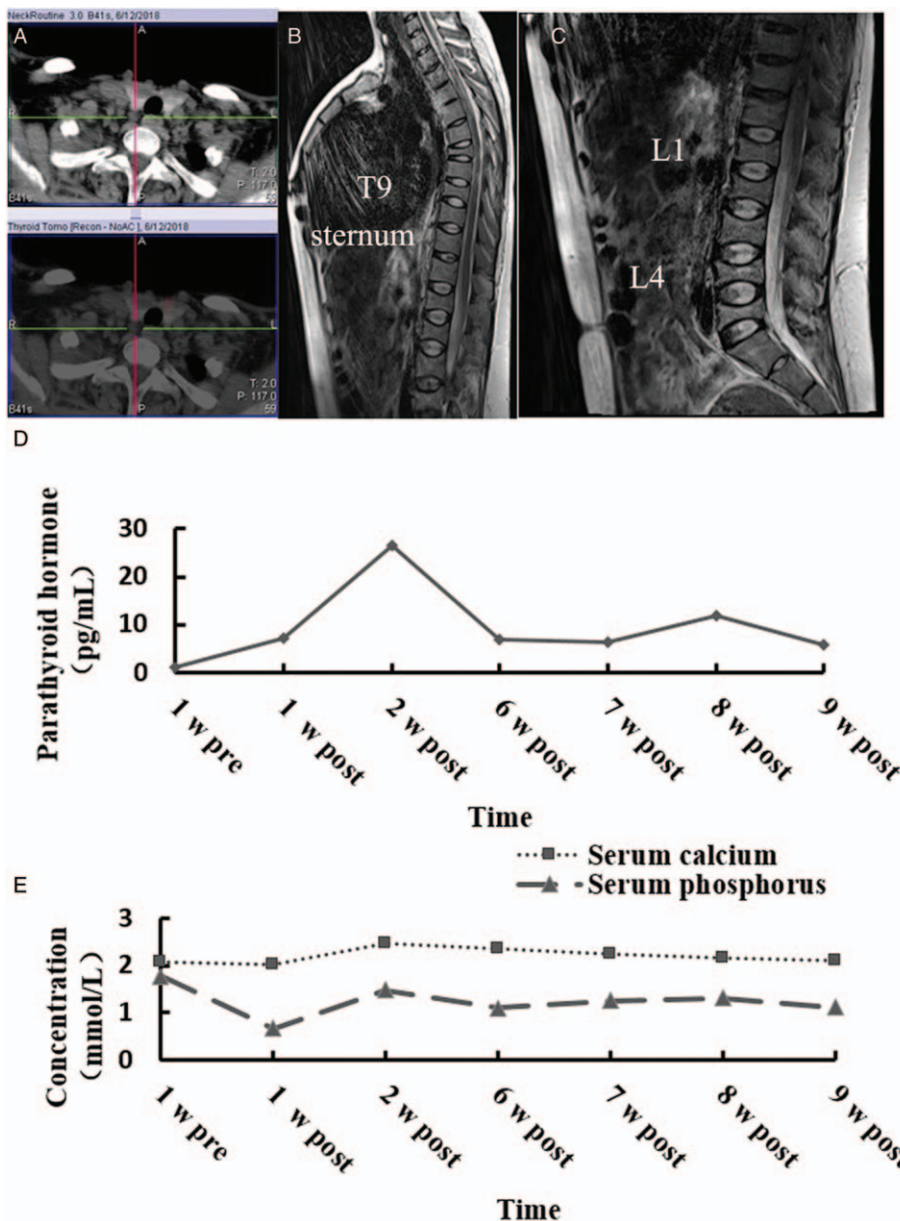 NeckRoutine 3.0 B41s, 6/12/2018
A
A
R
L
T: 2.0
P: 117.0
B41s
P
59
Thyroid Tomo [Recon - NoAC ], 6/12/2018
A
R
L
T: 2.0
P: 117.0
B41s
P
59
B
T9
sternum
C
L1
L4
D
Parathyroid hormone
(pg/mL)
30
20
10
0
1 w pre
1 w post
2 w post
6 w post
7 w post
8 w post
9 w post
Time
Serum calcium
Serum phosphorus
E
Concentration
(mmol/L)
3
2
1
0
1 w pre
1 w post
2 w post
6 w post
7 w post
8 w post
9 w post
Time